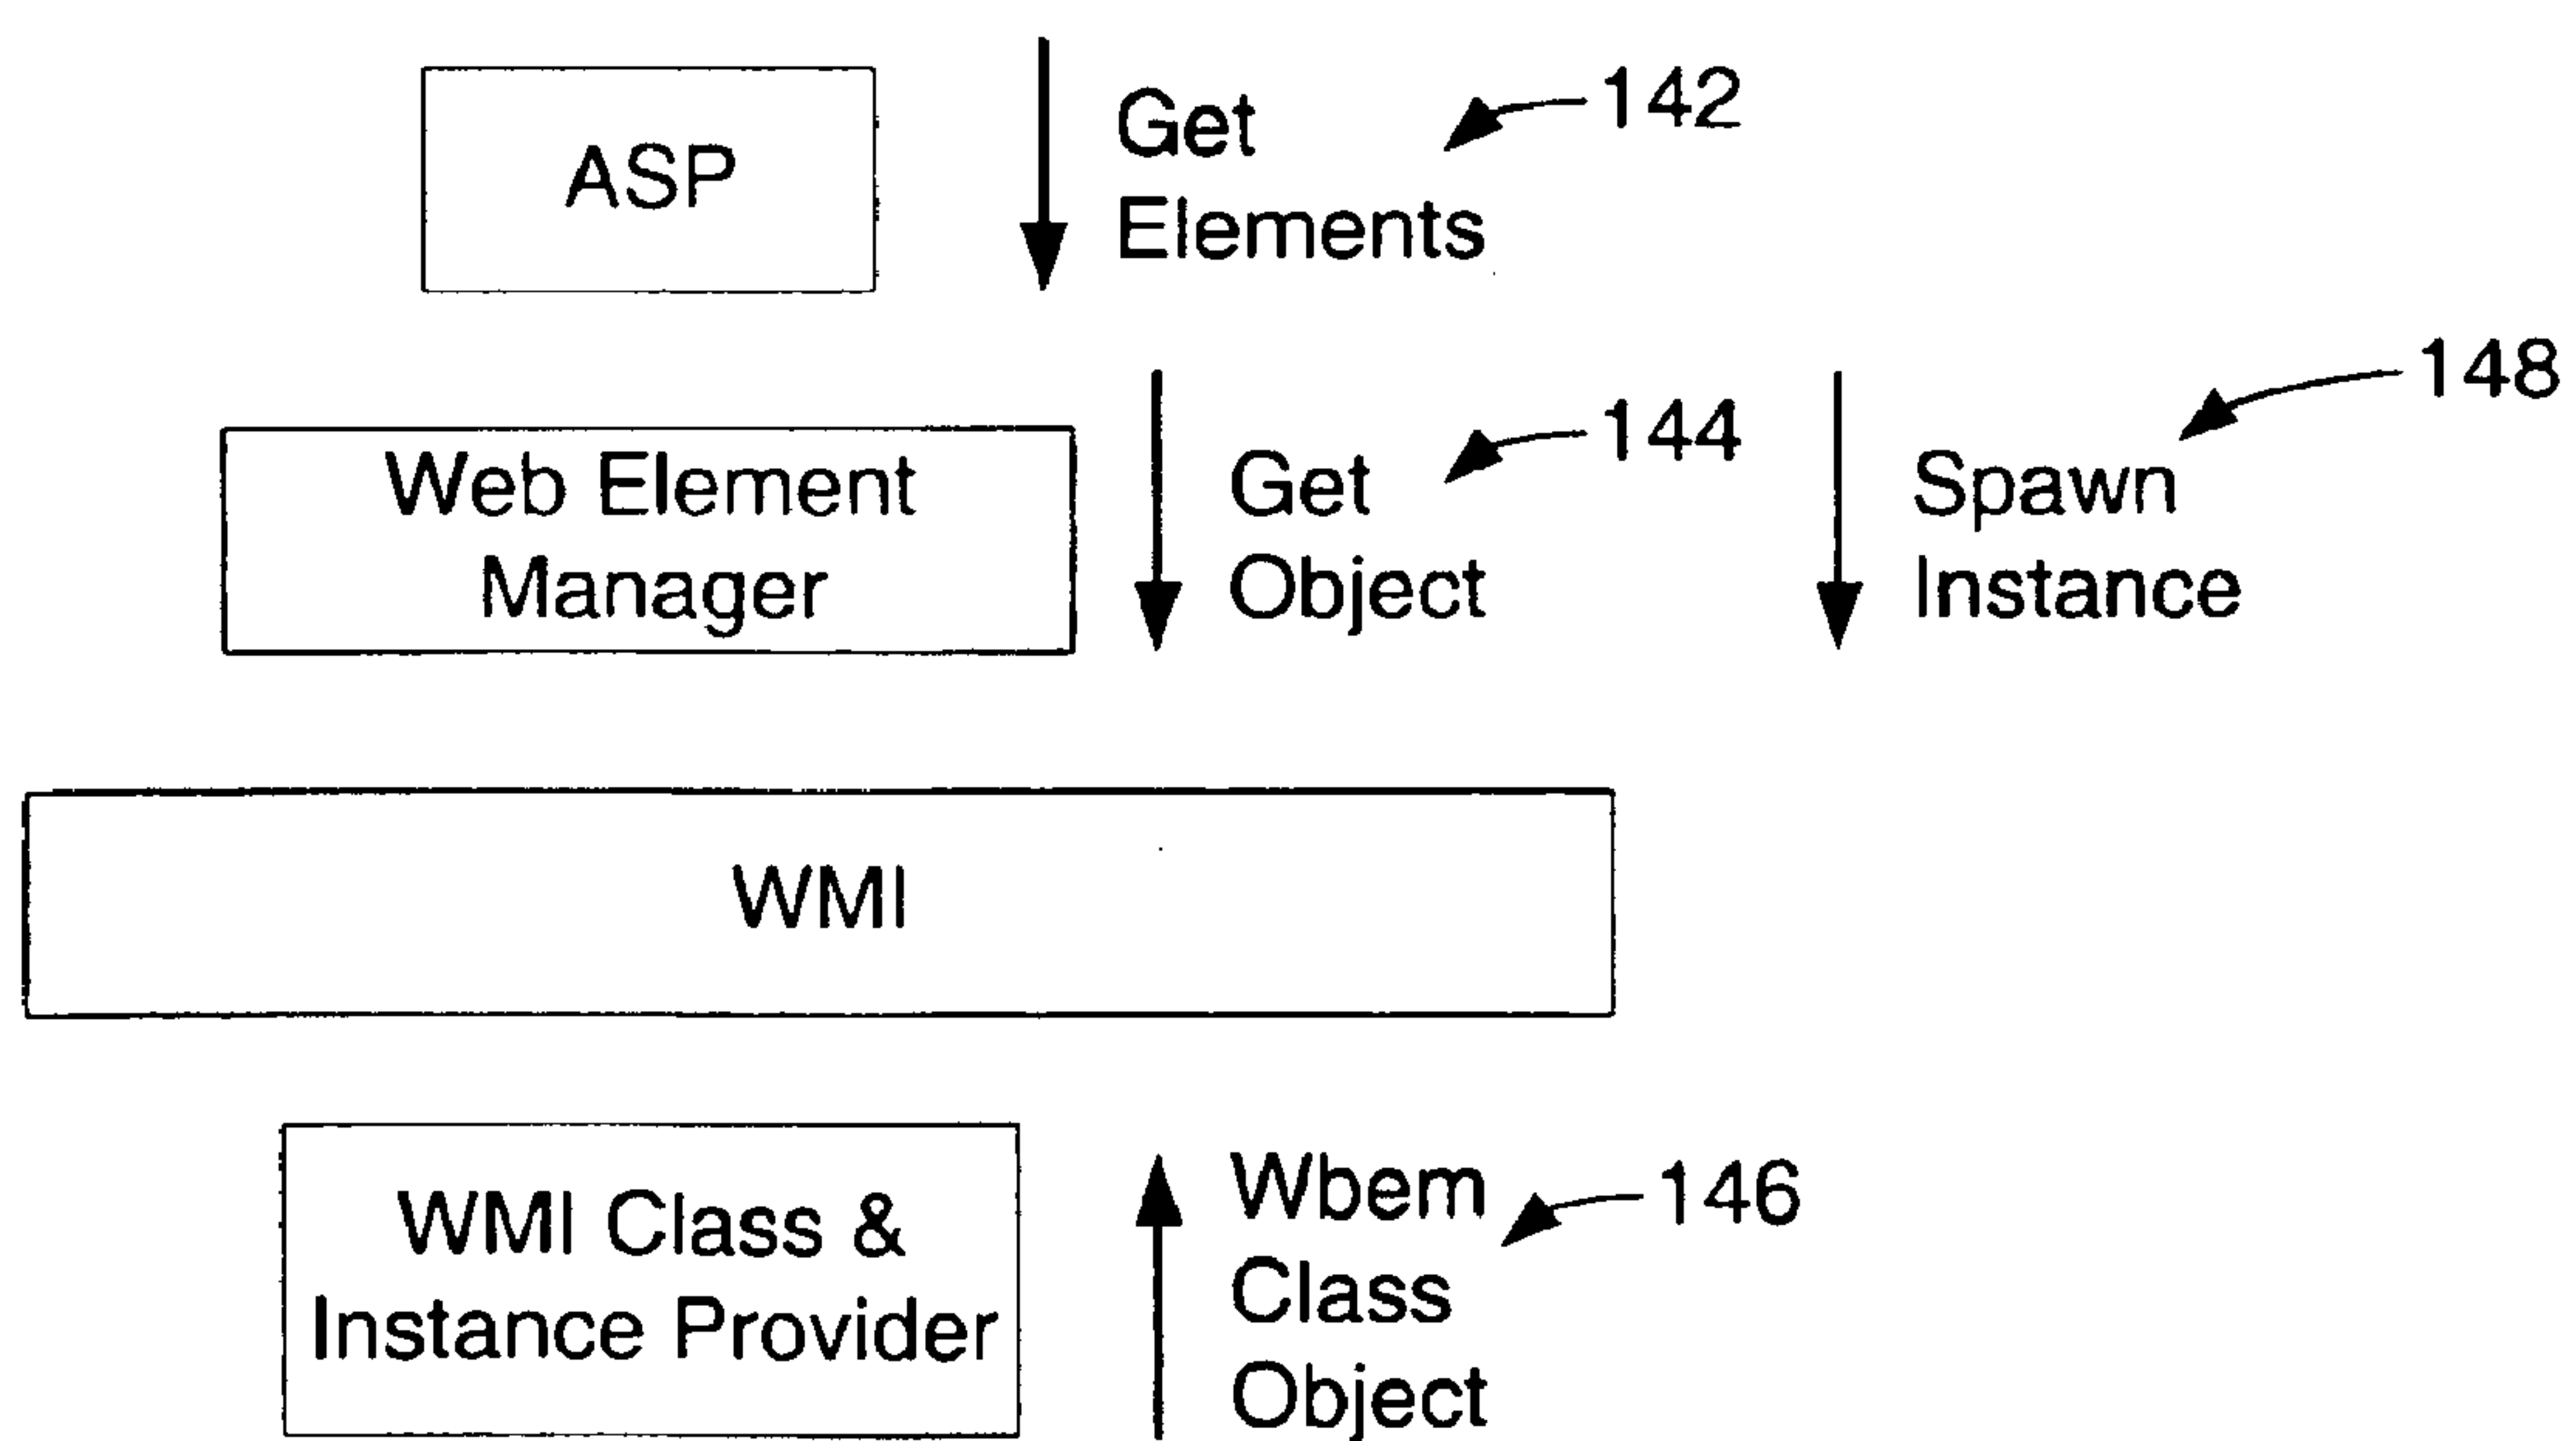 ASP
Get
Elements
142
Web Element
Manager
Get
Object
144
Spawn
Instance
148
WMI
WMI Class &
Instance Provider
Wbem
Class
Object
146